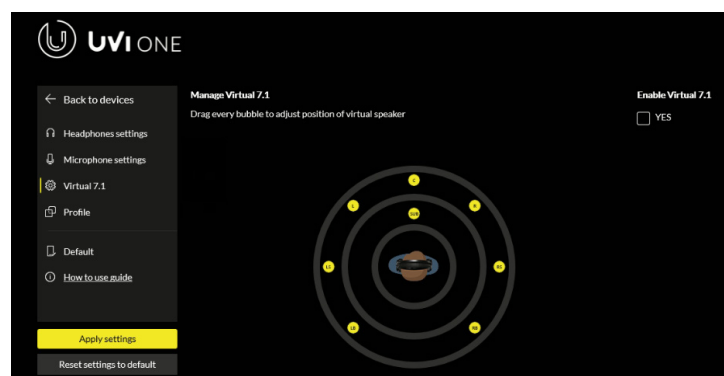 UVI ONE
Back to devices
Headphones settings
Microphone settings
Virtual 7.1
Profile
Default
How to use guide
Apply settings
Reset settings to default
Manage Virtual 7.1
Drag every bubble to adjust position of virtual speaker
Enable Virtual 7.1
YES
C
L
R
SUB
LS
RS
LB
RB